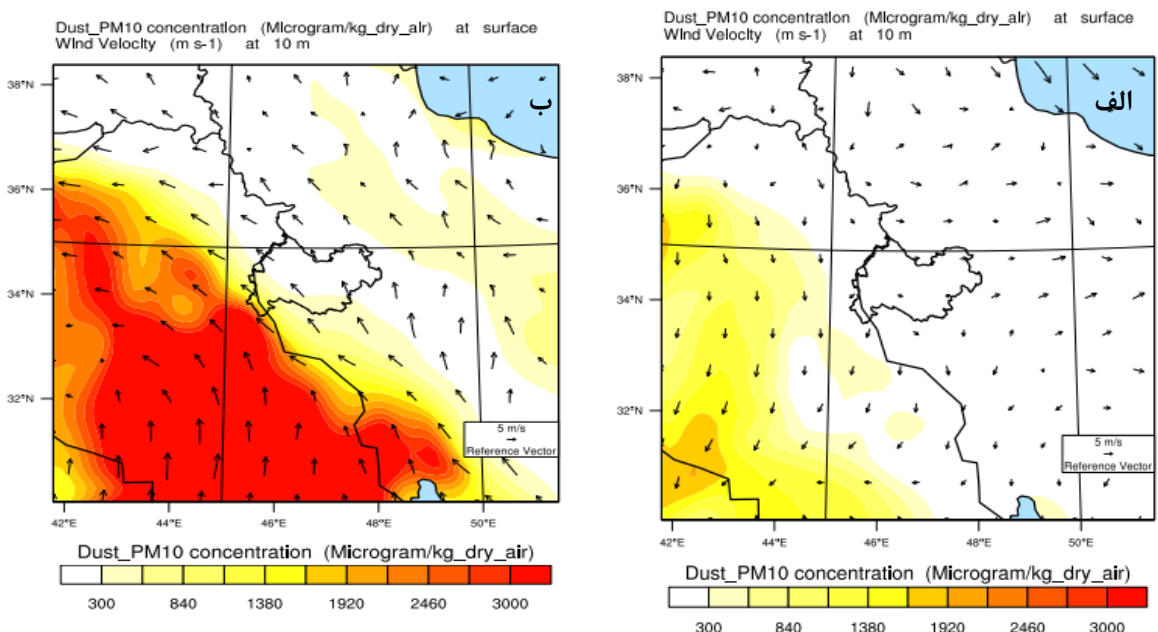 Dust_PM10 concentration (MIcrogram/kg_dry_aIr) at surface
WInd VelocIty (m s-1) at 10 m
38°N
36°N
34°N
32°N
ب
5 m/s
Reference Vector
42°E 44°E 46°E 48°E 50°E
Dust_PM10 concentration (Microgram/kg_dry_air)
300 840 1380 1920 2460 3000
Dust_PM10 concentration (MIcrogram/kg_dry_aIr) at surface
WInd VelocIty (m s-1) at 10 m
38°N
36°N
34°N
32°N
الف
5 m/s
Reference Vector
42°E 44°E 46°E 48°E 50°E
Dust_PM10 concentration (Microgram/kg_dry_air)
300 840 1380 1920 2460 3000